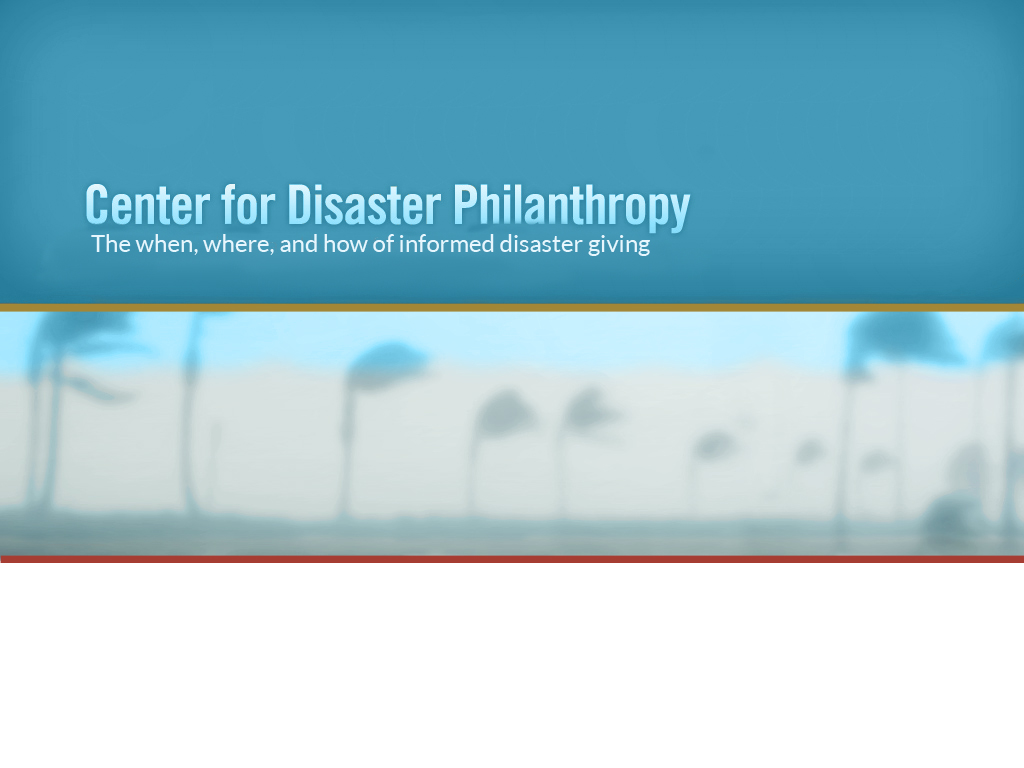 Center for Disaster Philanthropy
The when, where, and how of informed disaster giving